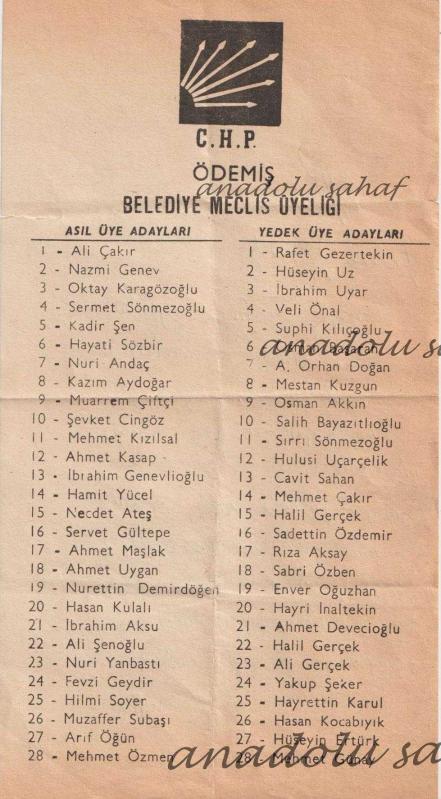 C.H.P.
ÖDEMİŞ
anadolu sahaf
BELEDİYE MECLİS ÜYELİĞİ
ASIL ÜYE ADAYLARI
1 - Ali Çakır
2 - Nazmi Genev
3 - Oktay Karagözoğlu
4 - Sermet Sönmezoğlu
5 - Kadir Şen
6 - Hayati Sözbir
7 - Nuri Andaç
8 - Kazım Aydoğar
9 - Muarrem Çiftçi
10 - Şevket Cingöz
11 - Mehmet Kızılsal
12 - Ahmet Kasap
13 - İbrahim Genevlioğlu
14 - Hamit Yücel
15 - Necdet Ateş
16 - Servet Gültepe
17 - Ahmet Maşlak
18 - Ahmet Uygan
19 - Nurettin Demirdöğen
20 - Hasan Kulalı
21 - İbrahim Aksu
22 - Ali Şenoğlu
23 - Nuri Yanbastı
24 - Fevzi Geydir
25 - Hilmi Soyer
26 - Muzaffer Subaşı
27 - Arif Öğün
28 - Mehmet Özmen
YEDEK ÜYE ADAYLARI
1 - Rafet Gezertekin
2 - Hüseyin Uz
3 - İbrahim Uyar
4 - Veli Önal
5 - Suphi Kılıçoğlu
6 - Osman
anadolu sa
7 - A. Orhan Doğan
8 - Mestan Kuzgun
9 - Osman Akkın
10 - Salih Bayazıtlıoğlu
11 - Sırrı Sönmezoğlu
12 - Hulusi Uçarçelik
13 - Cavit Sahan
14 - Mehmet Çakır
15 - Halil Gerçek
16 - Sadettin Özdemir
17 - Rıza Aksay
18 - Sabri Özben
19 - Enver Oğuzhan
20 - Hayri İnaltekin
21 - Ahmet Devecioğlu
22 - Halil Gerçek
23 - Ali Gerçek
24 - Yakup Şeker
25 - Hayrettin Karul
26 - Hasan Kocabıyık
27 - Hüseyin Ertürk
28 - Mehmet Günay
anadolu sa